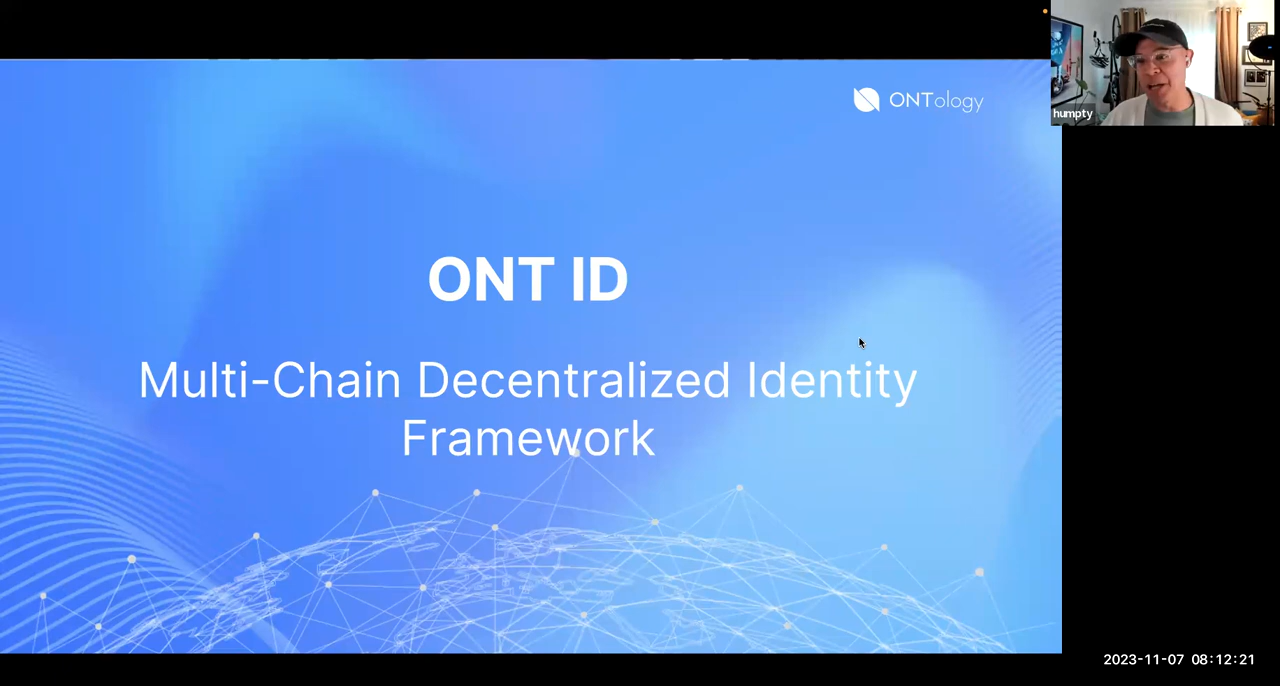 ONTology
humpty
ONT ID
Multi-Chain Decentralized Identity
Framework
2023-11-07 08:12:21